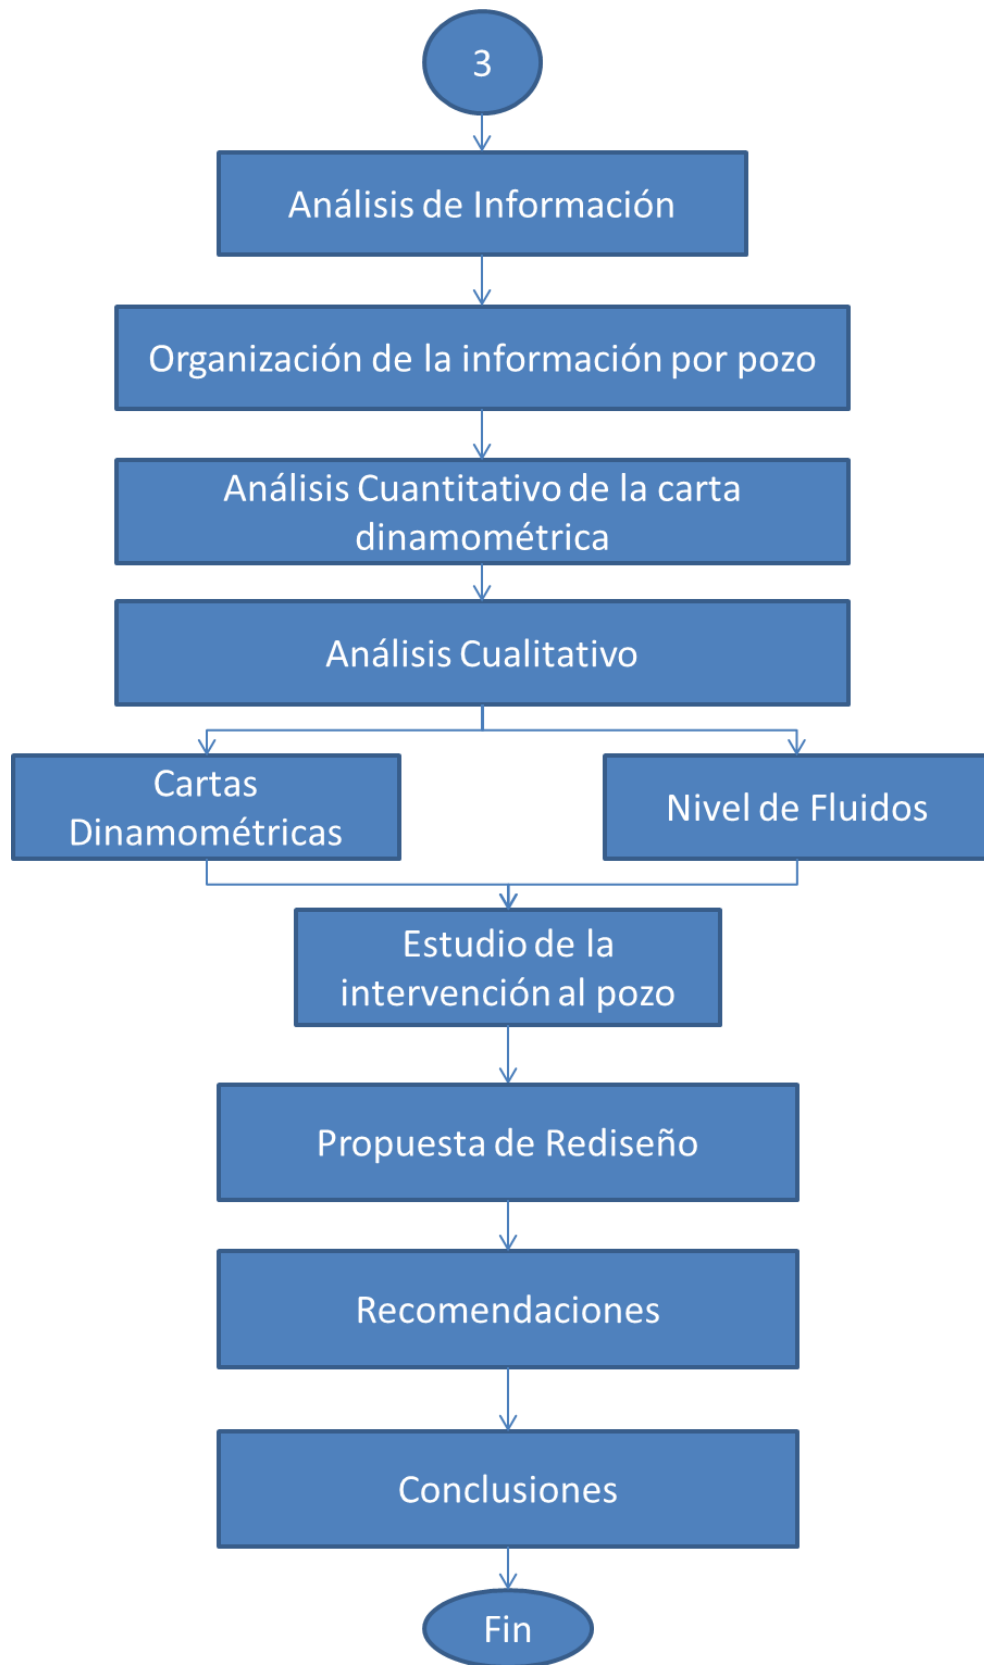 3
Análisis de Información
Organización de la información por pozo
Análisis Cuantitativo de la carta
dinamométrica
Análisis Cualitativo
Cartas
Dinamométricas
Nivel de Fluidos
Estudio de la
intervención al pozo
Propuesta de Rediseño
Recomendaciones
Conclusiones
Fin